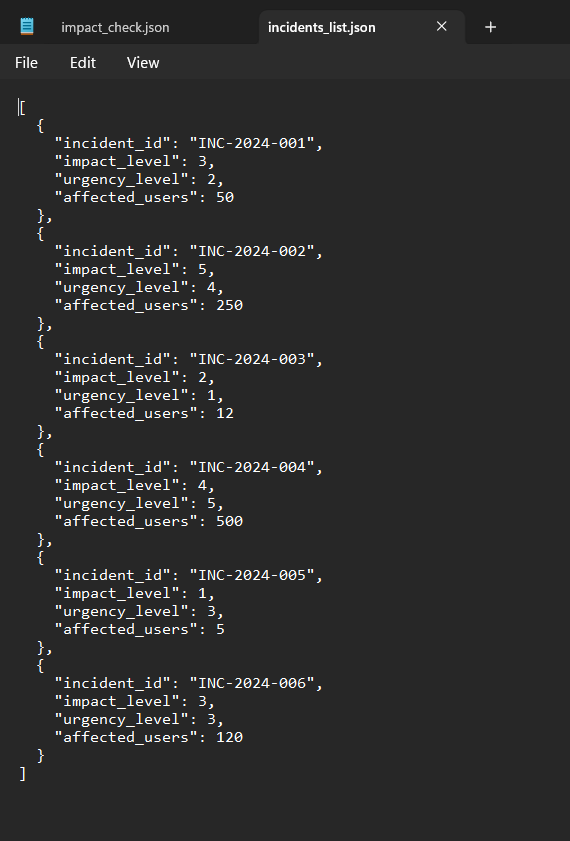 impact_check.json
incidents_list.json
File
Edit
View
[
  {
    "incident_id": "INC-2024-001",
    "impact_level": 3,
    "urgency_level": 2,
    "affected_users": 50
  },
  {
    "incident_id": "INC-2024-002",
    "impact_level": 5,
    "urgency_level": 4,
    "affected_users": 250
  },
  {
    "incident_id": "INC-2024-003",
    "impact_level": 2,
    "urgency_level": 1,
    "affected_users": 12
  },
  {
    "incident_id": "INC-2024-004",
    "impact_level": 4,
    "urgency_level": 5,
    "affected_users": 500
  },
  {
    "incident_id": "INC-2024-005",
    "impact_level": 1,
    "urgency_level": 3,
    "affected_users": 5
  },
  {
    "incident_id": "INC-2024-006",
    "impact_level": 3,
    "urgency_level": 3,
    "affected_users": 120
  }
]